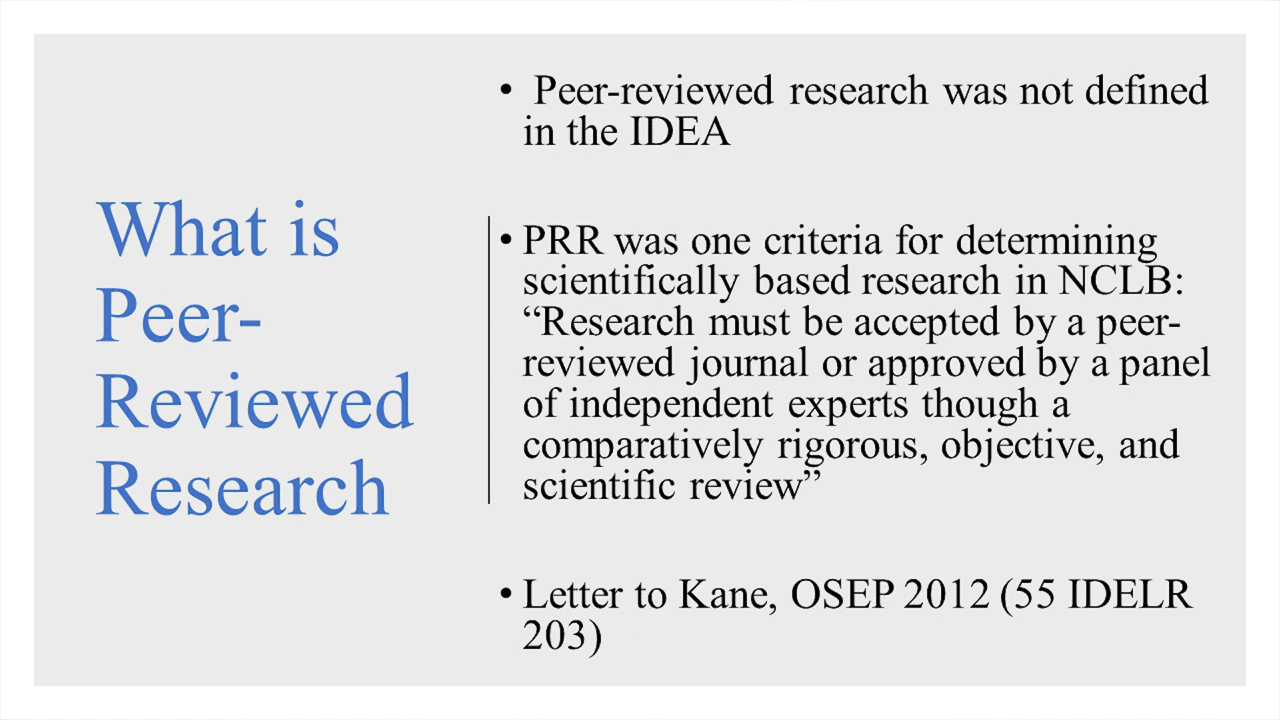 What is
Peer-
Reviewed
Research
• Peer-reviewed research was not defined
in the IDEA
• PRR was one criteria for determining
scientifically based research in NCLB:
“Research must be accepted by a peer-
reviewed journal or approved by a panel
of independent experts though a
comparatively rigorous, objective, and
scientific review”
• Letter to Kane, OSEP 2012 (55 IDELR
203)